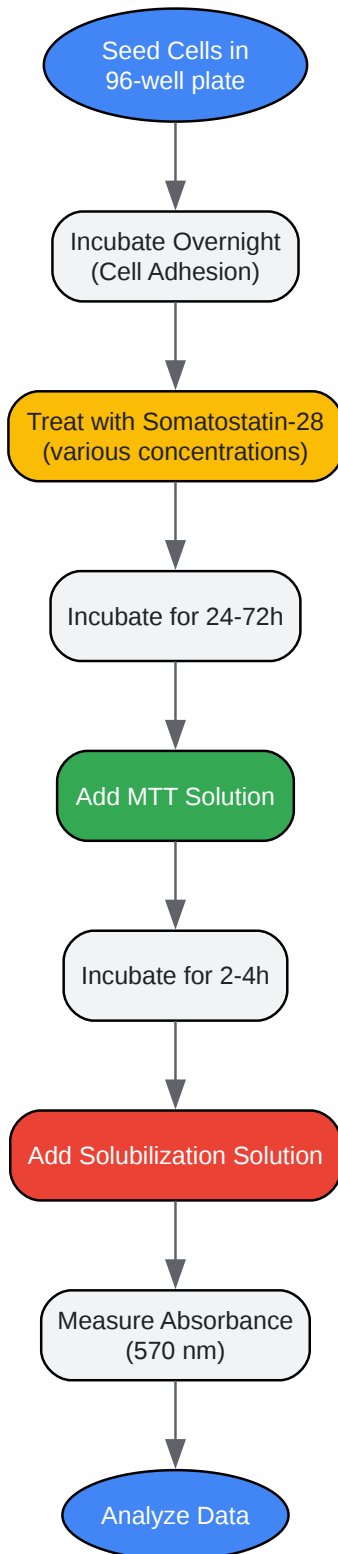 Seed Cells in
96-well plate
Incubate Overnight
(Cell Adhesion)
Treat with Somatostatin-28
(various concentrations)
Incubate for 24-72h
Add MTT Solution
Incubate for 2-4h
Add Solubilization Solution
Measure Absorbance
(570 nm)
Analyze Data